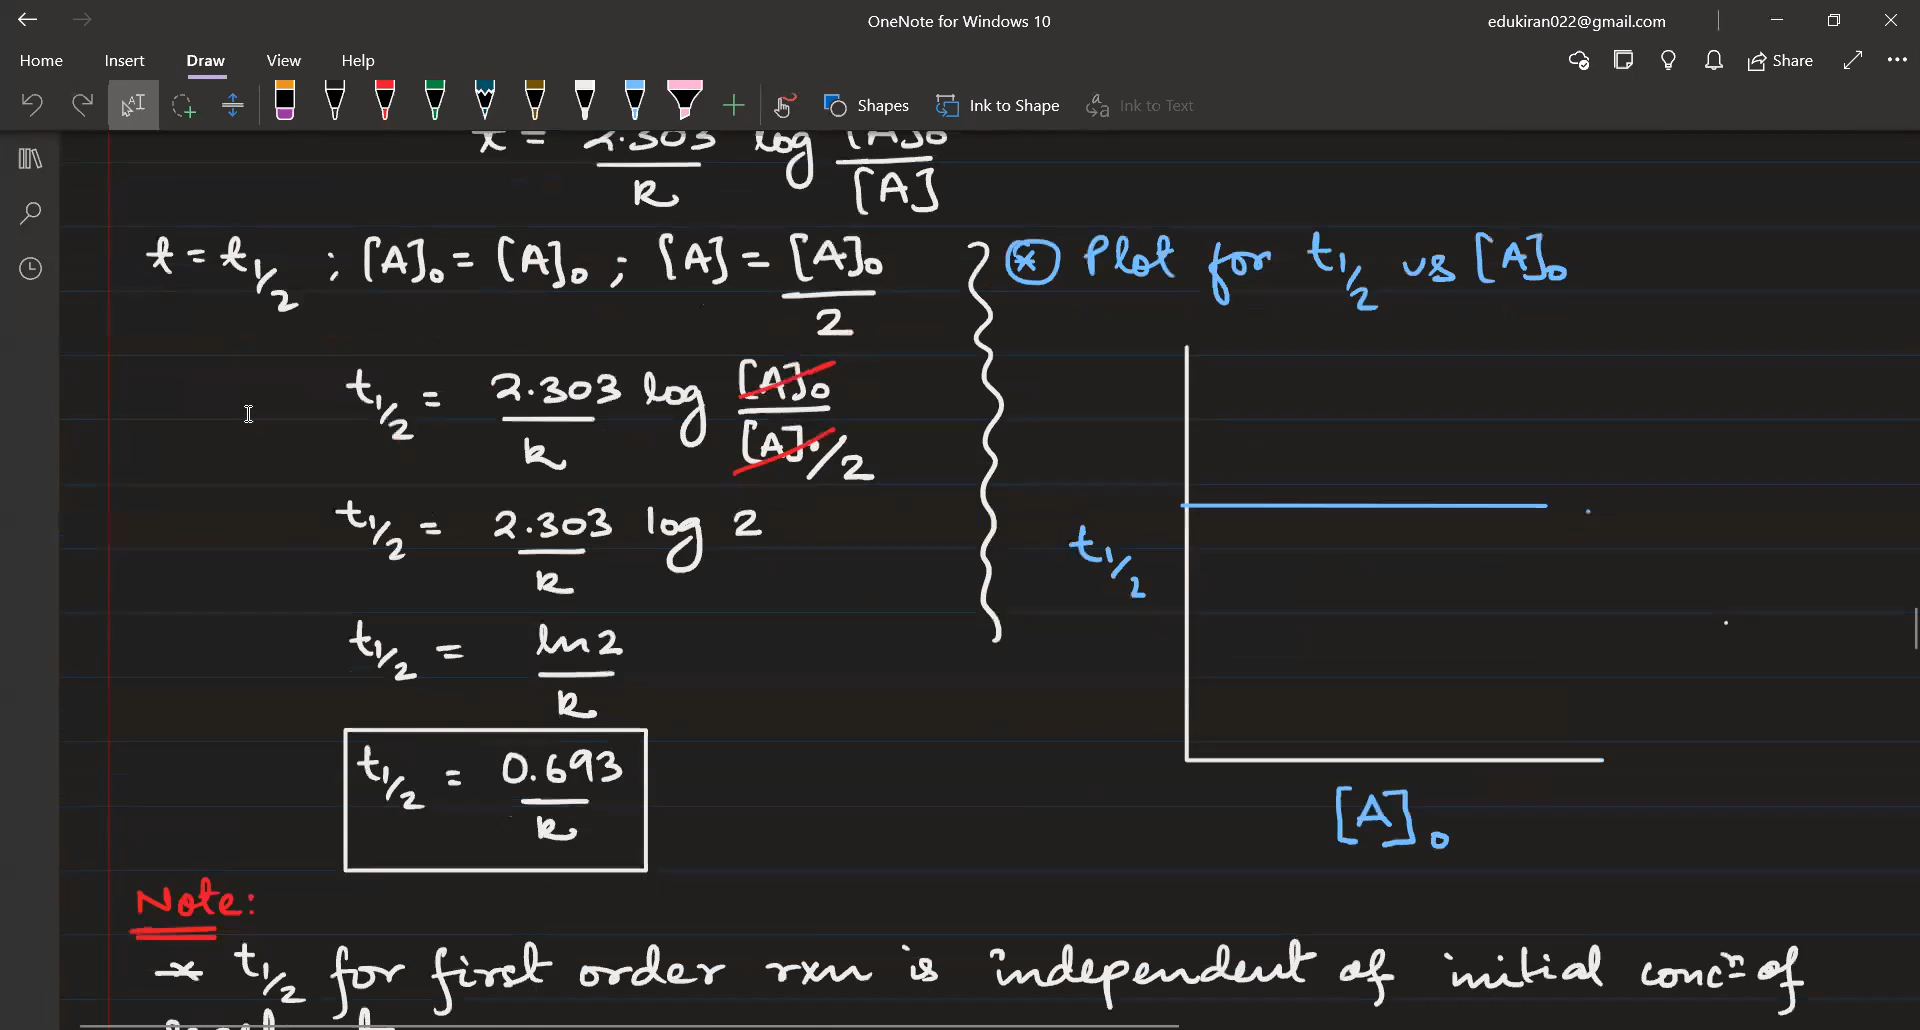 OneNote for Windows 10
edukiran022@gmail.com
Home Insert Draw View Help
Share
Shapes Ink to Shape Ink to Text
t = 2.303/k log [A]₀/[A]
t = t1/2 ; [A]₀ = [A]₀ ; [A] = [A]₀/2
t1/2 = 2.303/k log [A]₀/[A]₀/2
t1/2 = 2.303/k log 2
t1/2 = ln2/k
t1/2 = 0.693/k
* Plot for t1/2 vs [A]₀
t1/2
[A]₀
Note:
* t1/2 for first order rxn is independent of initial concⁿ of